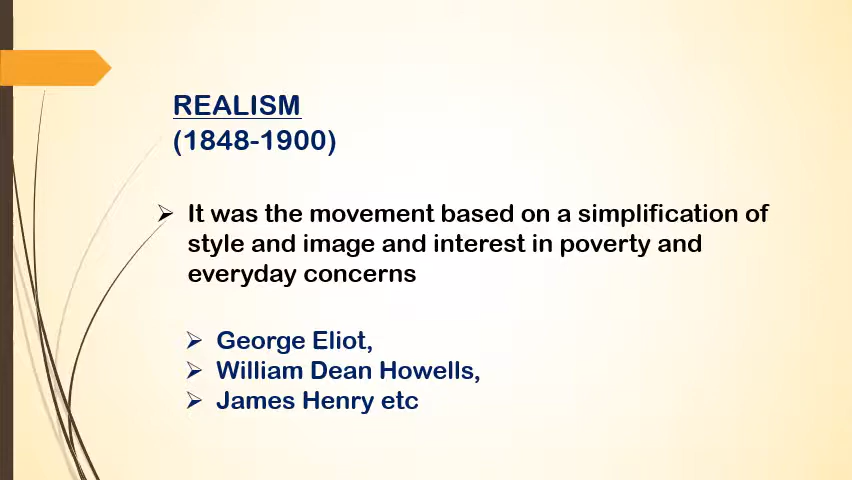 REALISM
(1848-1900)
It was the movement based on a simplification of
style and image and interest in poverty and
everyday concerns
George Eliot,
William Dean Howells,
James Henry etc